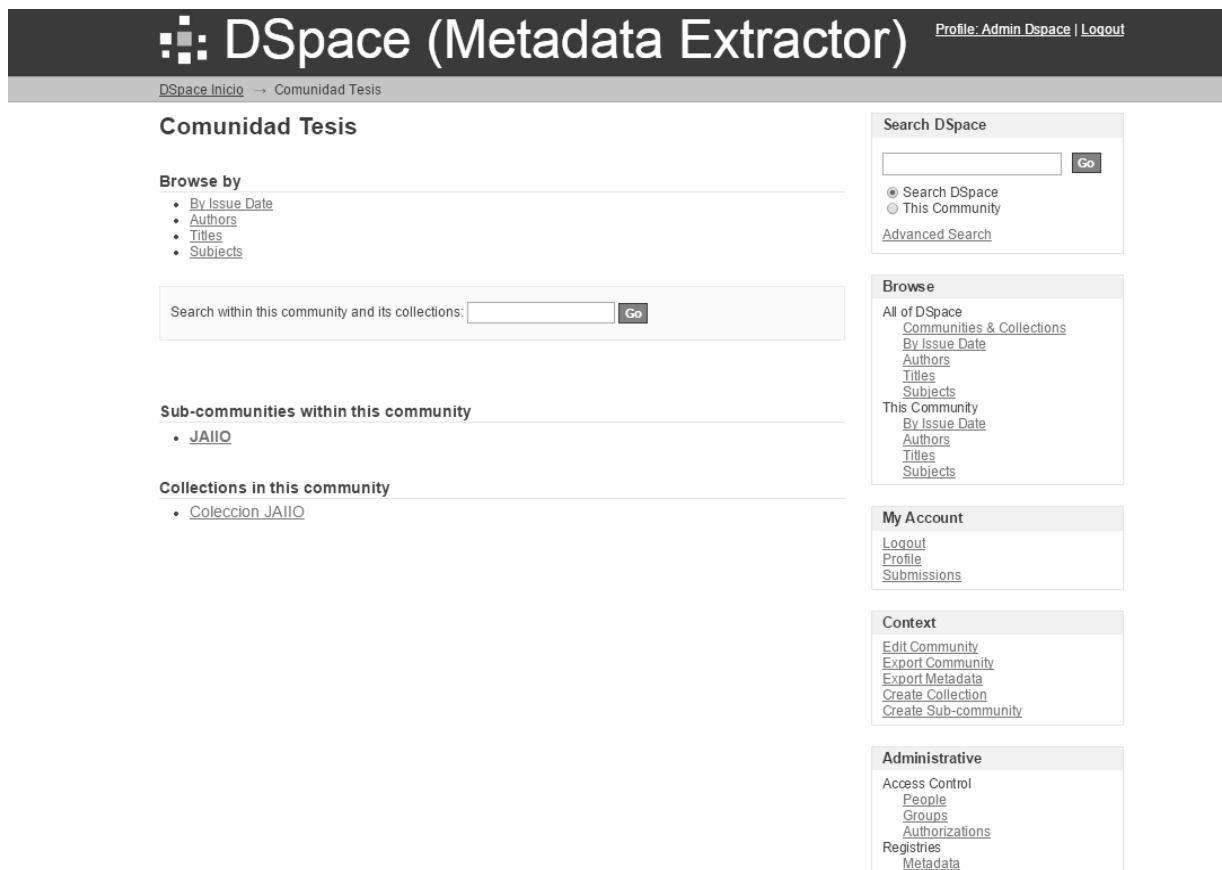 DSpace (Metadata Extractor)
Profile: Admin Dspace | Logout
DSpace Inicio → Comunidad Tesis
Comunidad Tesis
Browse by
By Issue Date
Authors
Titles
Subjects
Search within this community and its collections: Go
Sub-communities within this community
JAIIO
Collections in this community
Coleccion JAIIO
Search DSpace
Go
Search DSpace
This Community
Advanced Search
Browse
All of DSpace
Communities & Collections
By Issue Date
Authors
Titles
Subjects
This Community
By Issue Date
Authors
Titles
Subjects
My Account
Logout
Profile
Submissions
Context
Edit Community
Export Community
Export Metadata
Create Collection
Create Sub-community
Administrative
Access Control
People
Groups
Authorizations
Registries
Metadata